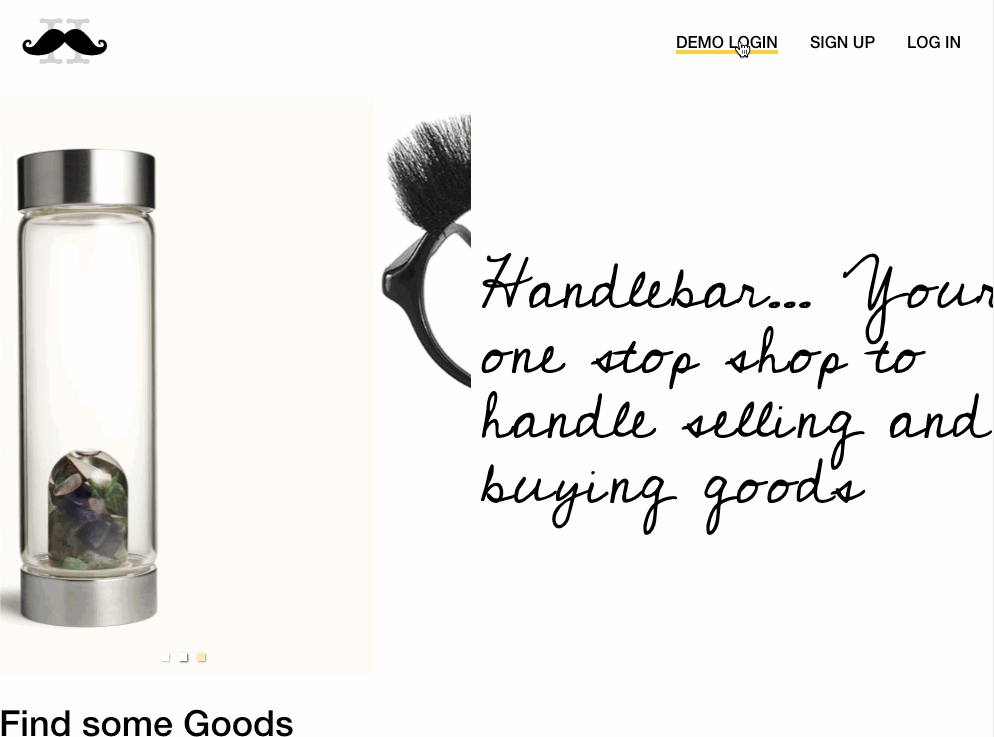 H
DEMO LOGIN SIGN UP LOG IN
Handlebar... Your
one stop shop to
handle selling and
buying goods
Find some Goods